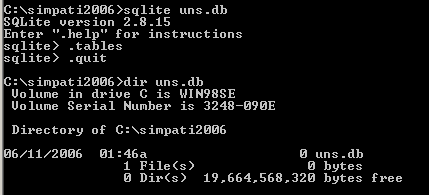 C:\simpati2006>sqlite uns.db
SQLite version 2.8.15
Enter ".help" for instructions
sqlite> .tables
sqlite> .quit
C:\simpati2006>dir uns.db
Volume in drive C is WIN98SE
Volume Serial Number is 3248-090E
Directory of C:\simpati2006
06/11/2006 01:46a 0 uns.db
1 File(s) 0 bytes
0 Dir(s) 19,664,568,320 bytes free